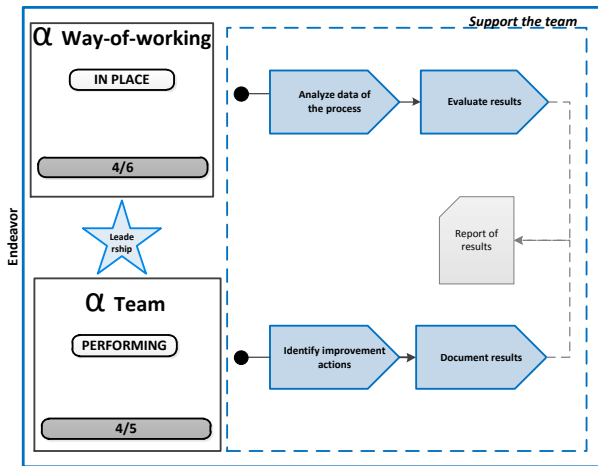 Support the team
α Way-of-working
IN PLACE
4/6
Analyze data of
the process
Evaluate results
Endeavor
Leade
rship
Report of
results
α Team
PERFORMING
4/5
Identify improvement
actions
Document results